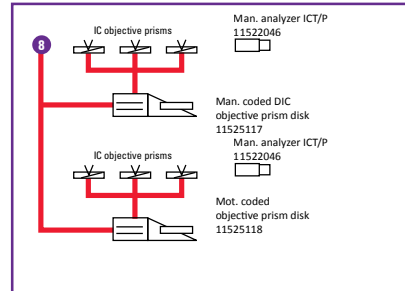 Man. analyzer ICT/P
11522046
IC objective prisms
8
Man. coded DIC
objective prism disk
11525117
Man. analyzer ICT/P
11522046
IC objective prisms
Mot. coded
objective prism disk
11525118